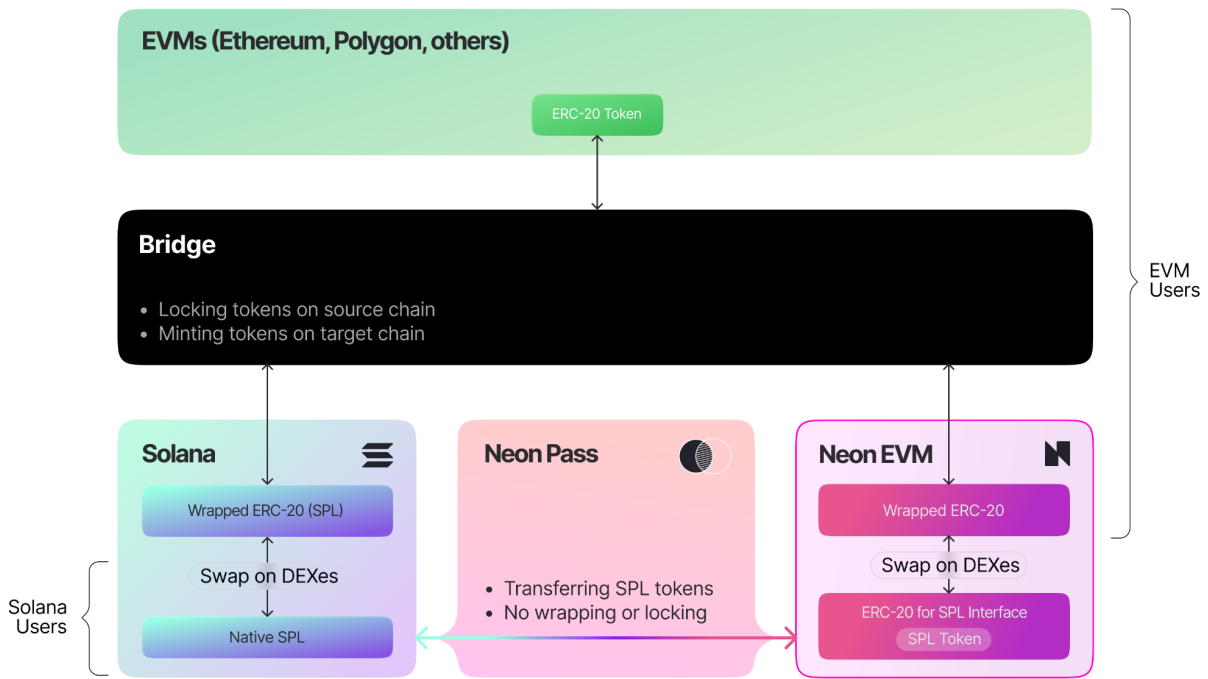 EVMs (Ethereum, Polygon, others)
ERC-20 Token
Bridge
• Locking tokens on source chain
• Minting tokens on target chain
EVM
Users
Solana
Wrapped ERC-20 (SPL)
Swap on DEXes
Native SPL
Solana
Users
Neon Pass
• Transferring SPL tokens
• No wrapping or locking
Neon EVM
Wrapped ERC-20
Swap on DEXes
ERC-20 for SPL Interface
SPL Token